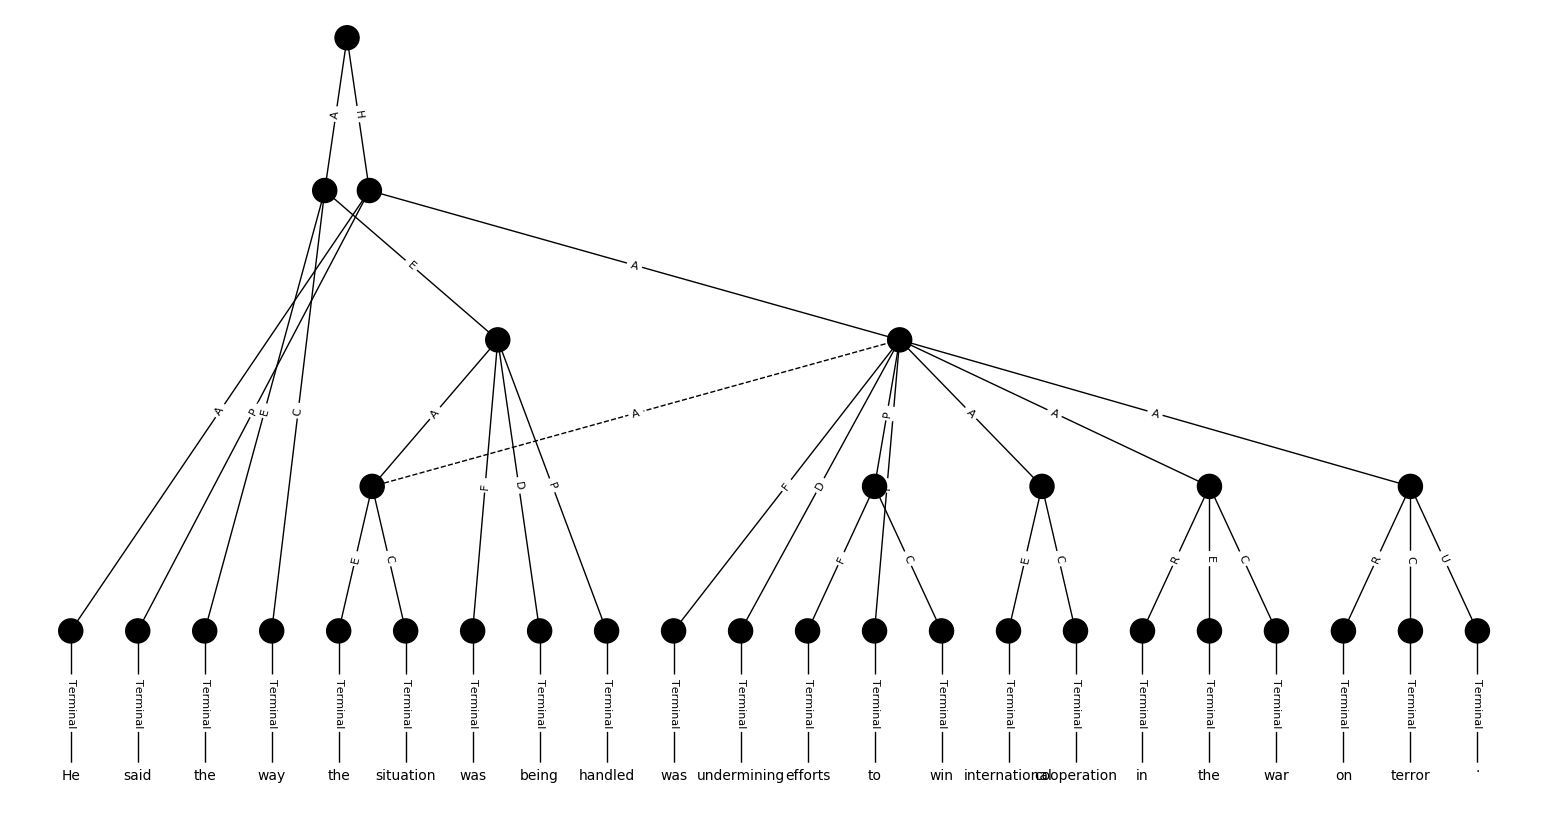 A H
E A
A P E C A A P A A A
F D P F D F
E C F C E C R E C R C U
Terminal Terminal Terminal Terminal Terminal Terminal Terminal Terminal Terminal Terminal Terminal Terminal Terminal Terminal Terminal Terminal Terminal Terminal Terminal Terminal Terminal Terminal
He said the way the situation was being handled was undermining efforts to win international cooperation in the war on terror .